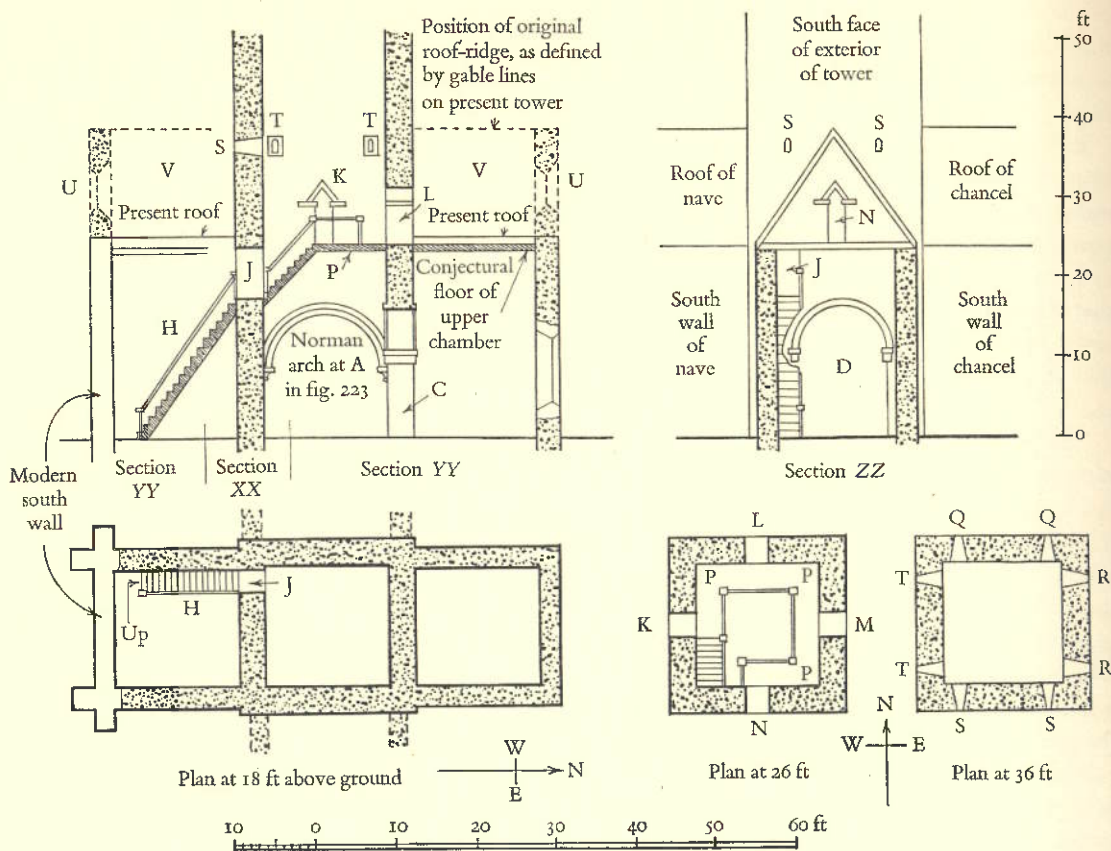 Position of original
roof-ridge, as defined
by gable lines
on present tower
South face
of exterior
of tower
ft
50
40
30
20
10
0
S
T
T
U
V
K
V
U
L
Present roof
Present roof
J
P
H
Conjectural
floor of
upper
chamber
Norman
arch at A
in fig. 223
C
S
S
Roof of
nave
Roof of
chancel
N
J
South
wall
of
nave
South
wall
of
chancel
D
Section
YY
Section
XX
Section YY
Section ZZ
Modern
south
wall
J
H
Up
W
N
E
Plan at 18 ft above ground
L
P
P
K
M
P
N
Plan at 26 ft
N
W
E
Q
Q
T
R
T
R
S
S
Plan at 36 ft
10
0
10
20
30
40
50
60 ft